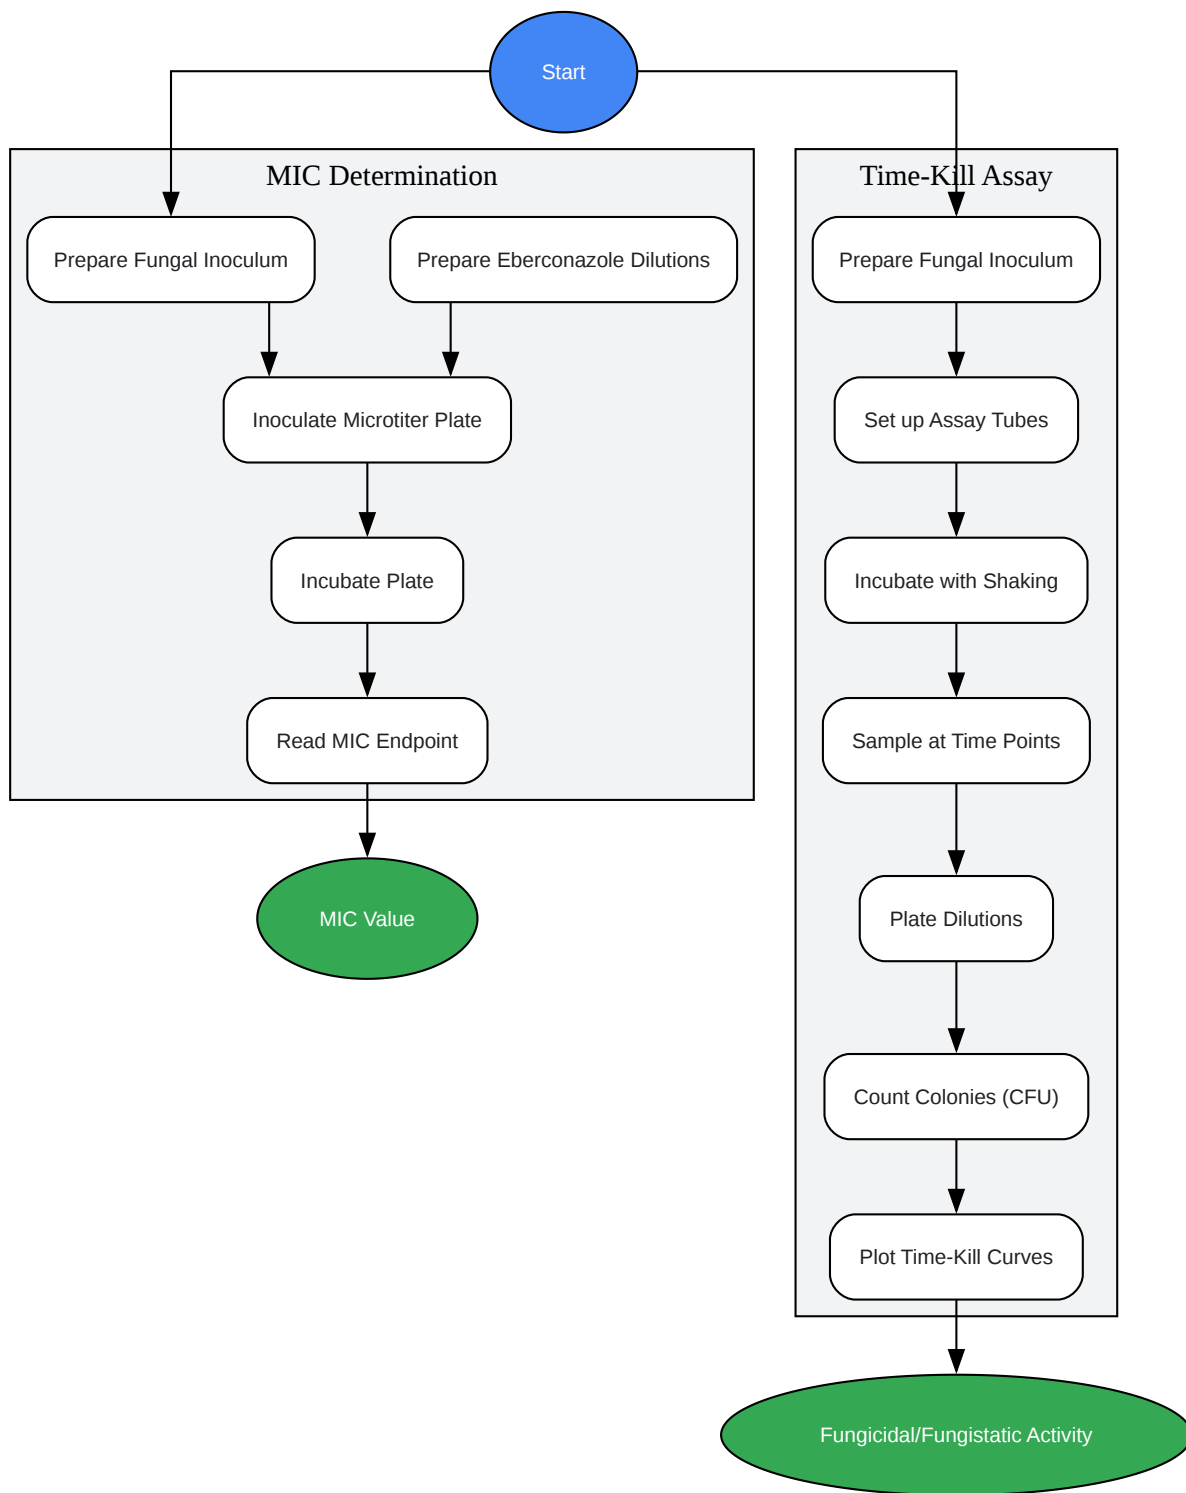 Start
MIC Determination
Prepare Fungal Inoculum
Prepare Eberconazole Dilutions
Inoculate Microtiter Plate
Incubate Plate
Read MIC Endpoint
MIC Value
Time-Kill Assay
Prepare Fungal Inoculum
Set up Assay Tubes
Incubate with Shaking
Sample at Time Points
Plate Dilutions
Count Colonies (CFU)
Plot Time-Kill Curves
Fungicidal/Fungistatic Activity